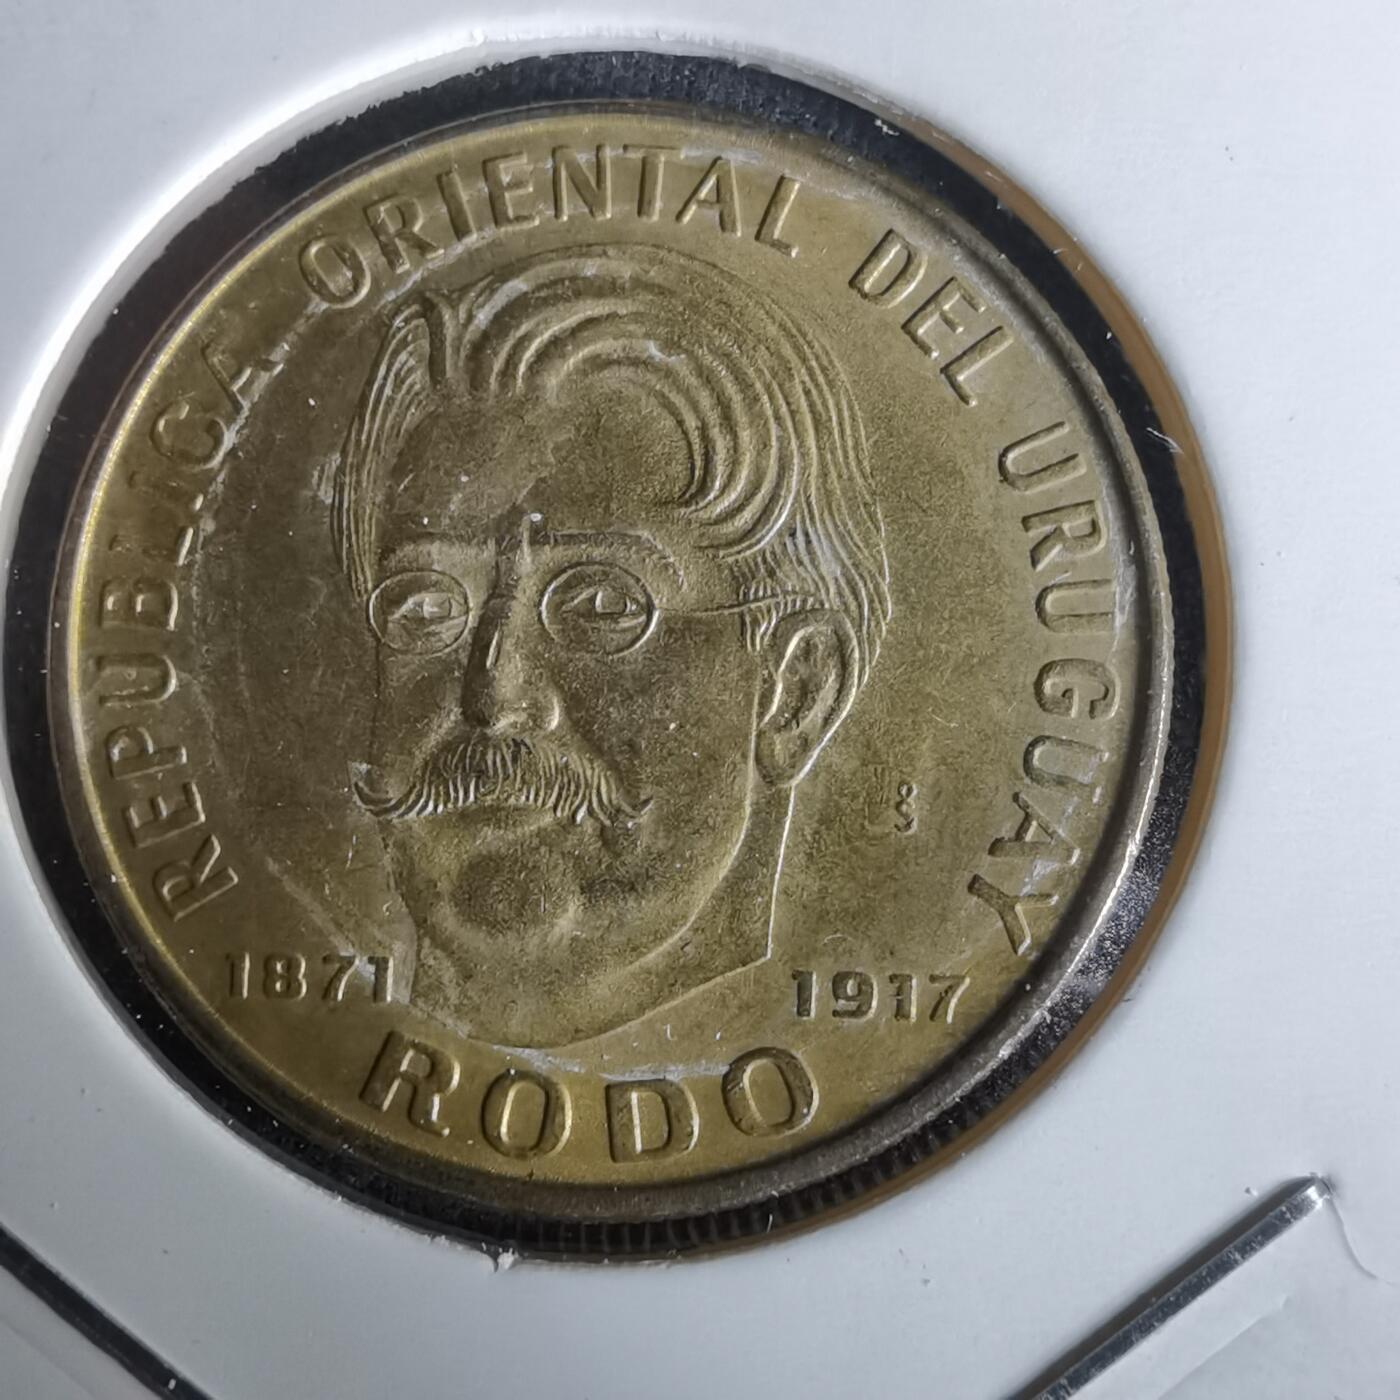 REPUBLICA ORIENTAL DEL URUGUAY
1871 1917
RODO